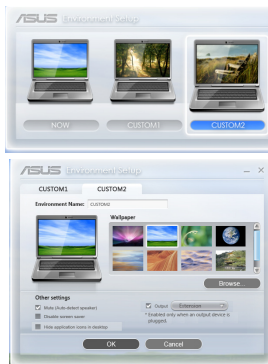 ASUS Environment Setup
NOW
CUSTOM1
CUSTOM2
ASUS Environment Setup
CUSTOM1
CUSTOM2
Environment Name: CUSTOM2
Wallpaper
Browse...
Other settings
Mute (Auto-detect speaker)
Disable screen saver
Hide application icons in desktop
Output
Extension
* Enabled only when an output device is
plugged.
OK
Cancel